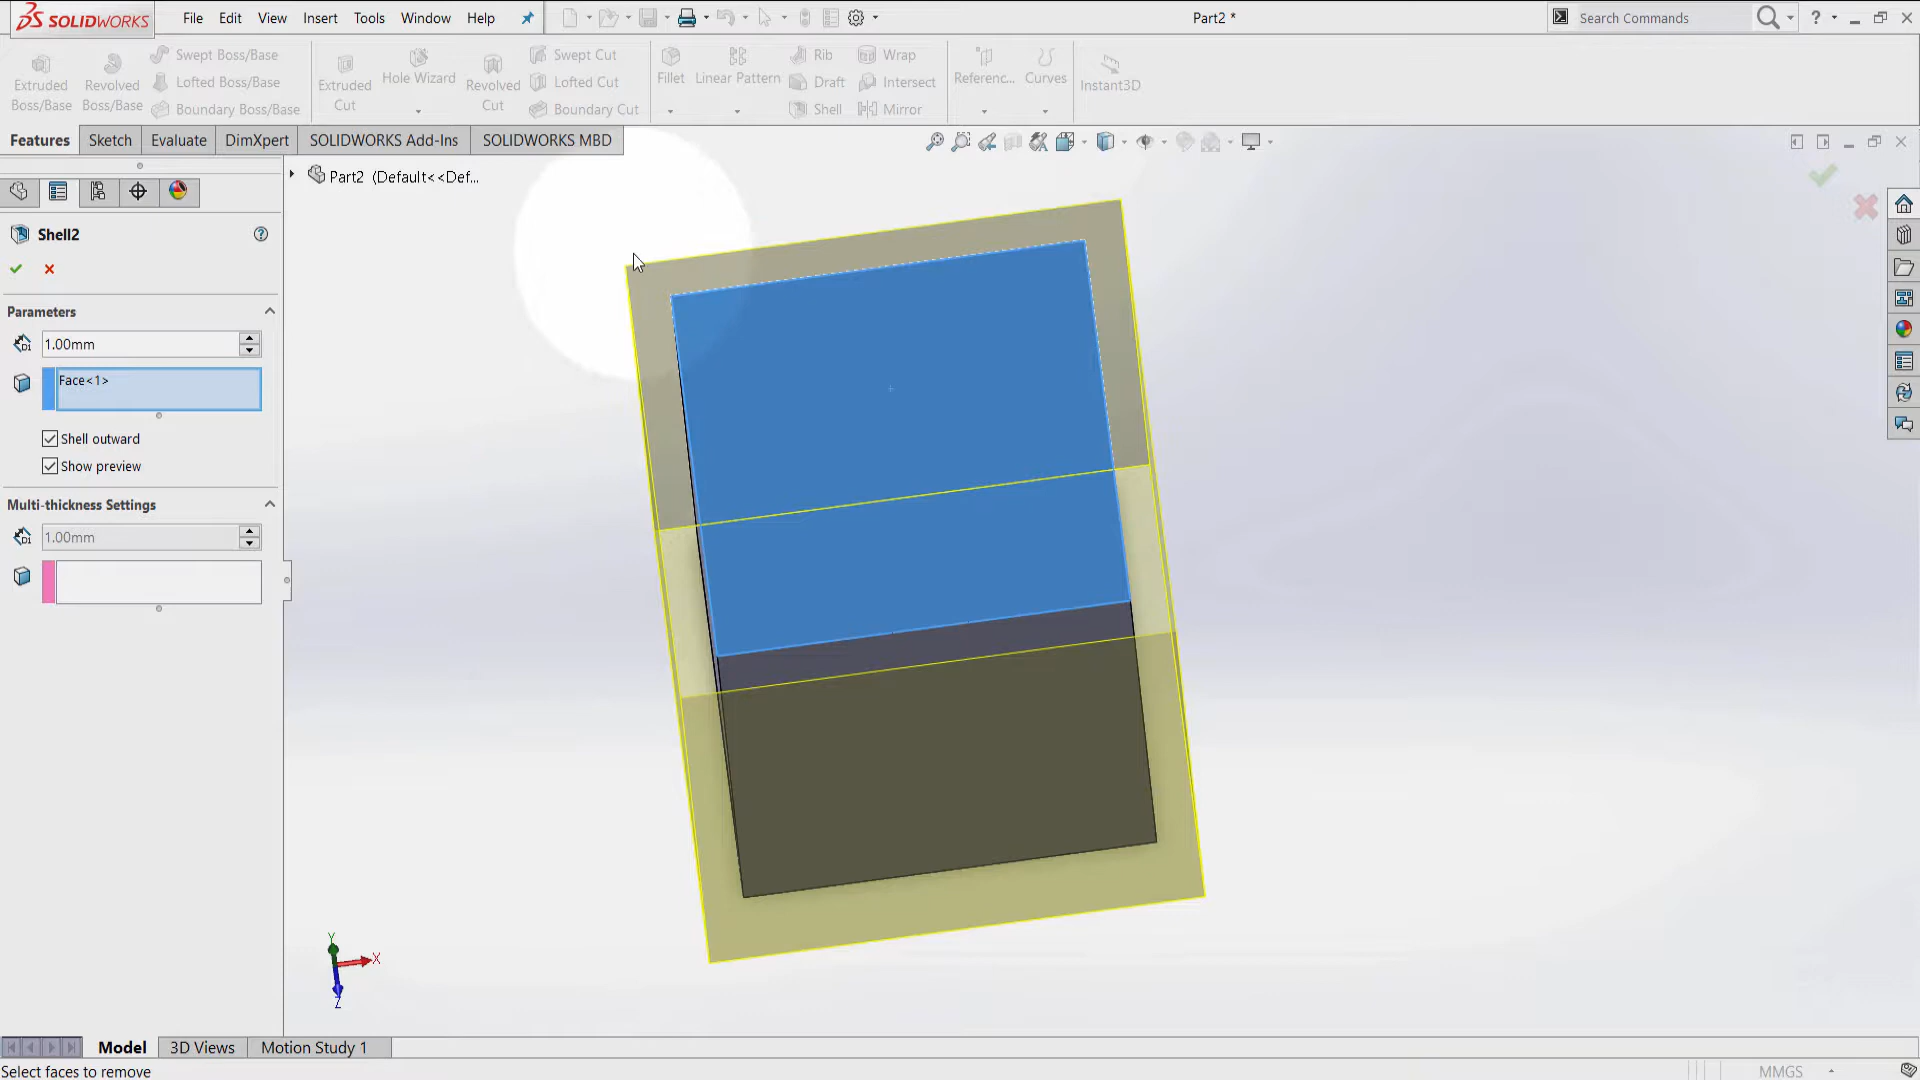 SOLIDWORKS File Edit View Insert Tools Window Help Part2 * Search Commands ?
Extruded Boss/Base
Revolved Boss/Base
Swept Boss/Base
Lofted Boss/Base
Boundary Boss/Base
Extruded Cut
Hole Wizard
Revolved Cut
Swept Cut
Lofted Cut
Boundary Cut
Fillet
Linear Pattern
Rib
Draft
Shell
Wrap
Intersect
Mirror
Referenc...
Curves
Instant3D
Features Sketch Evaluate DimXpert SOLIDWORKS Add-Ins SOLIDWORKS MBD
Part2 (Default<<Def...
Shell2 ?
Parameters
D1 1.00mm
Face<1>
Shell outward
Show preview
Multi-thickness Settings
D1 1.00mm
Y
X
Z
Model 3D Views Motion Study 1
Select faces to remove MMGS